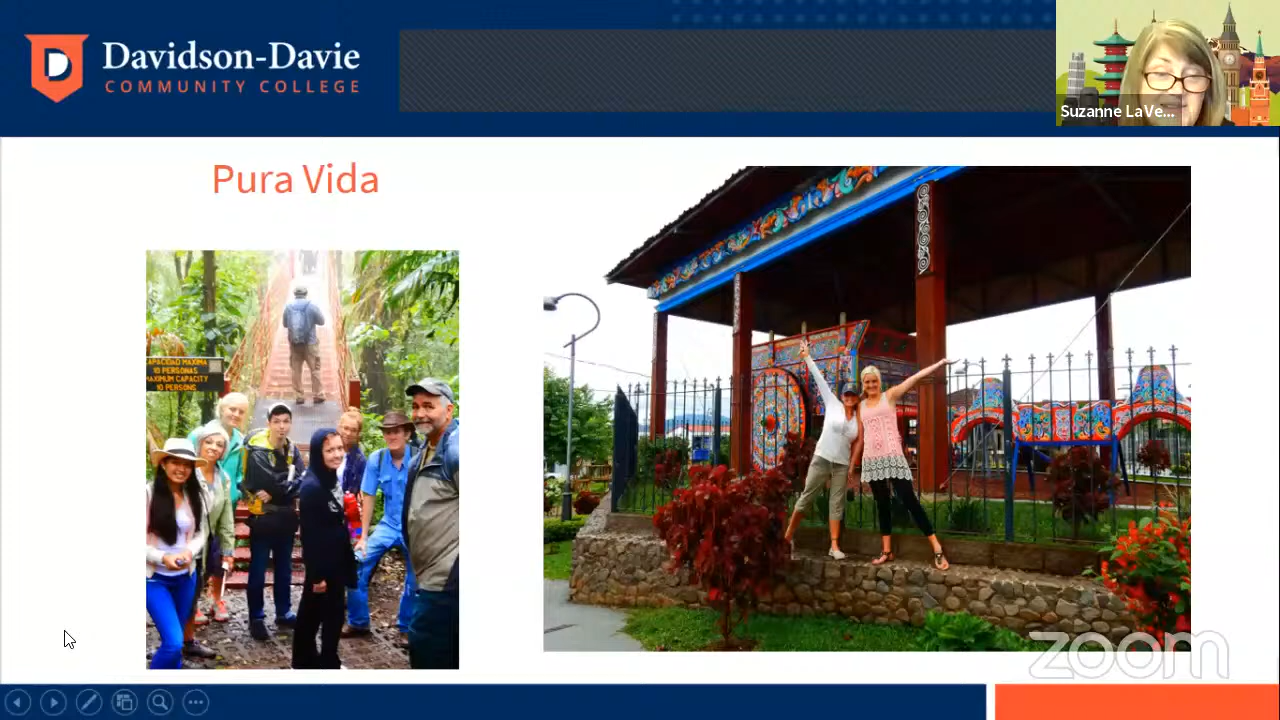 Davidson-Davie
COMMUNITY COLLEGE
Suzanne LaVe...
Pura Vida
CAPACIDAD MAXIMA
10 PERSONAS
MAXIMUM CAPACITY
10 PERSONS
zoom